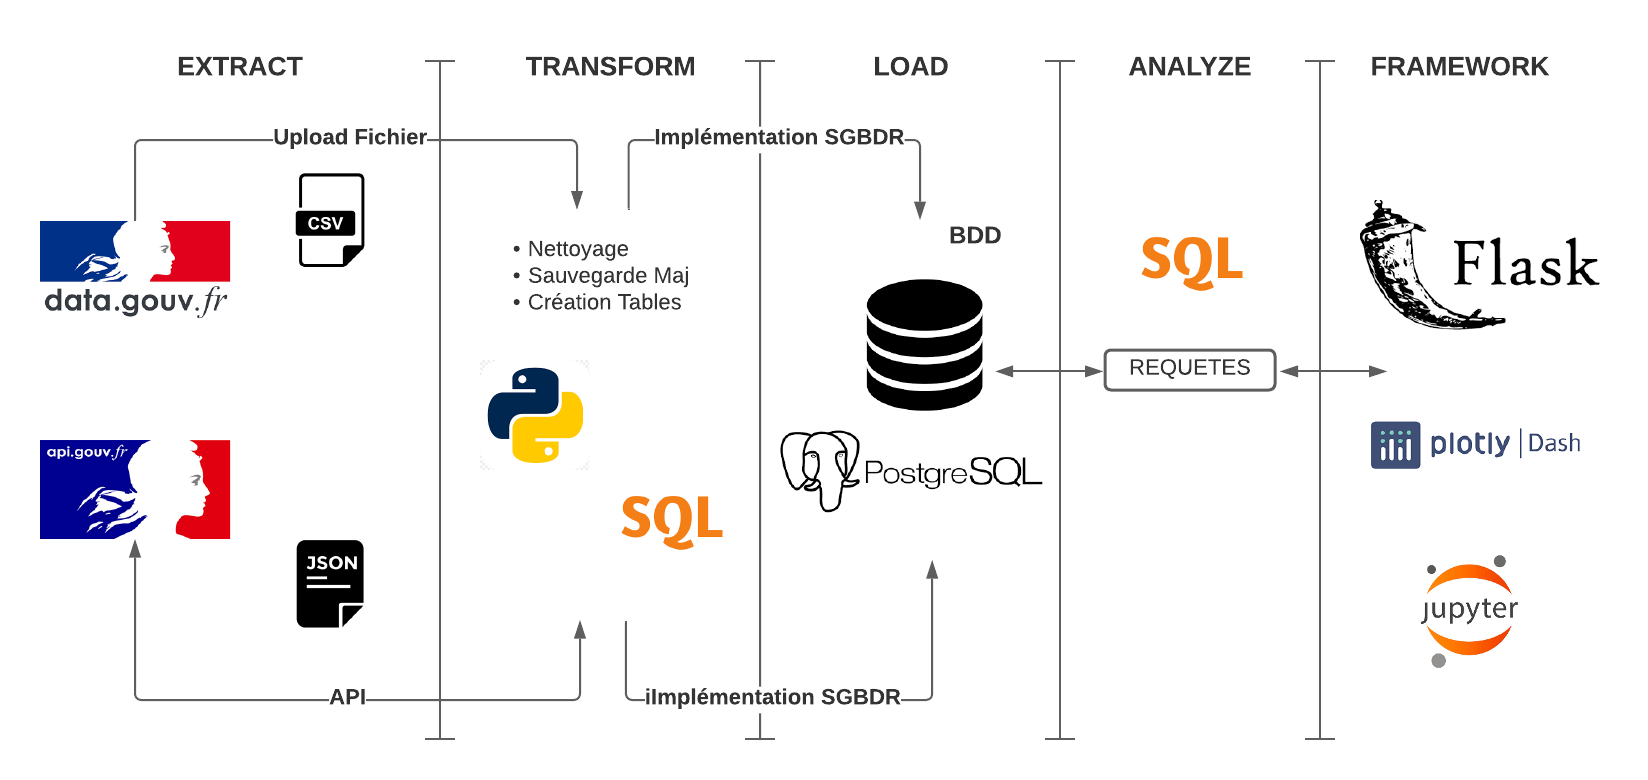 EXTRACT
TRANSFORM
LOAD
ANALYZE
FRAMEWORK
Upload Fichier
Implémentation SGBDR
CSV
data.gouv.fr
• Nettoyage
• Sauvegarde Maj
• Création Tables
BDD
SQL
Flask
REQUETES
api.gouv.fr
PostgreSQL
plotly | Dash
SQL
JSON
jupyter
API
iImplémentation SGBDR